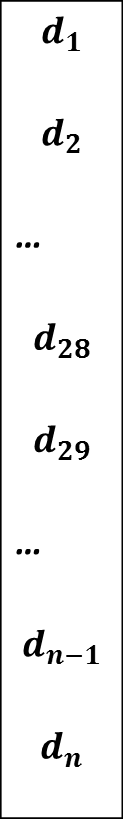 d₁
d₂
...
d₂₈
d₂₉
...
dₙ₋₁
dₙ